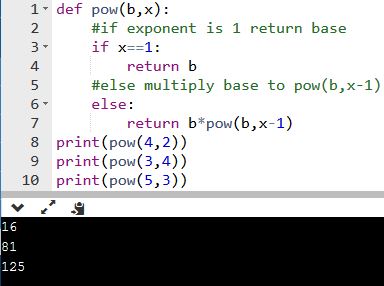 1 def pow(b,x):
2 #if exponent is 1 return base
3 if x==1:
4 return b
5 #else multiply base to pow(b,x-1)
6 else:
7 return b*pow(b,x-1)
8 print(pow(4,2))
9 print(pow(3,4))
10 print(pow(5,3))
16
81
125